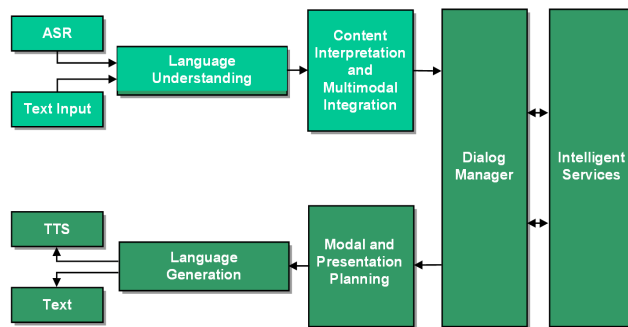 ASR
Language
Understanding
Text Input
Content
Interpretation
and
Multimodal
Integration
Dialog
Manager
Intelligent
Services
TTS
Language
Generation
Text
Modal and
Presentation
Planning